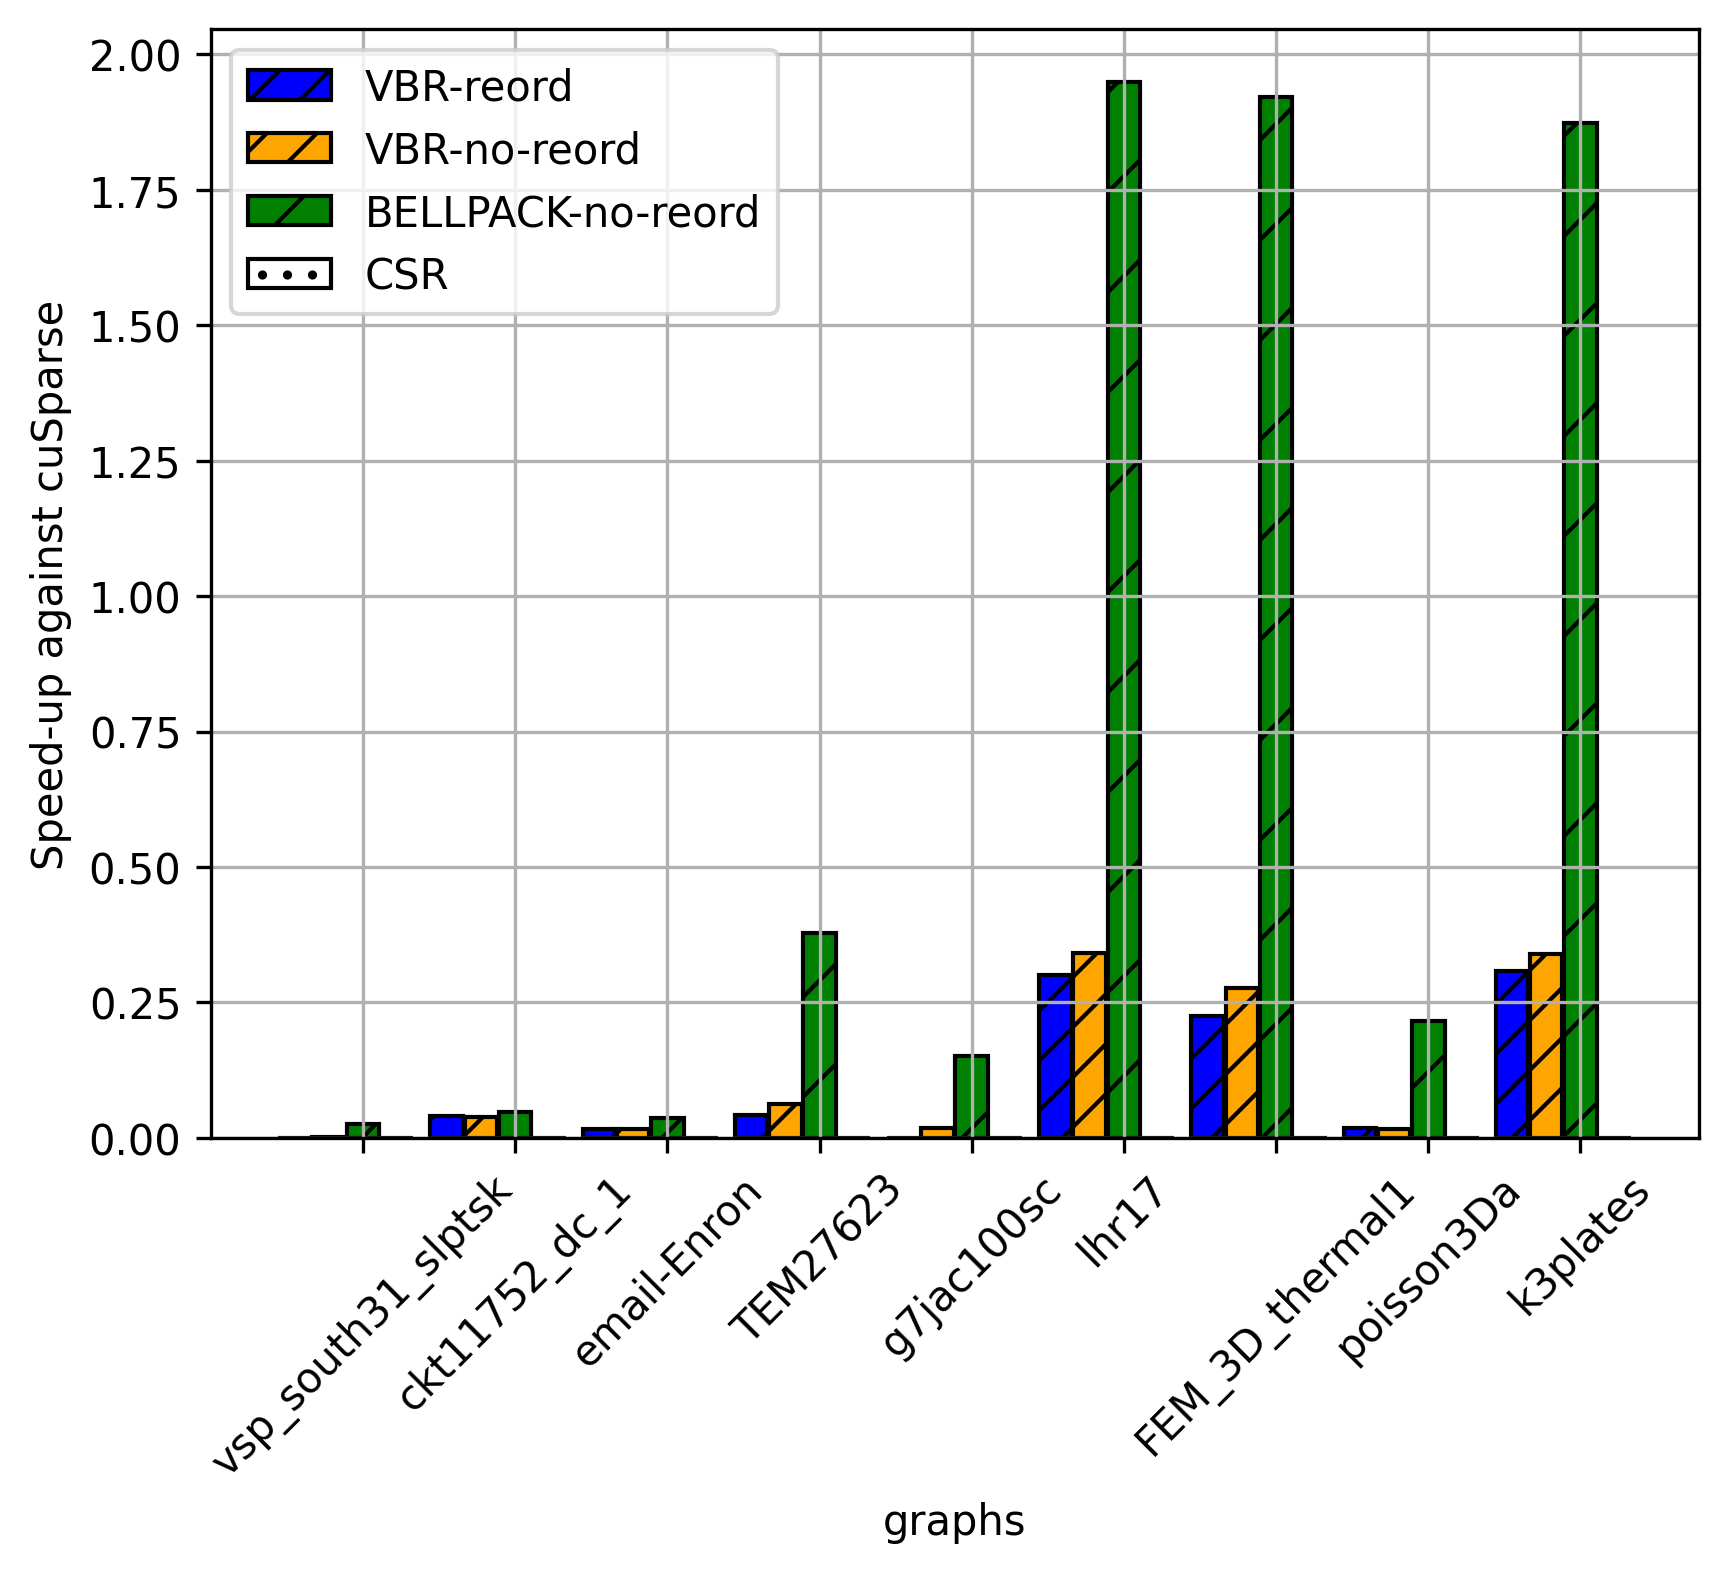 2.00
1.75
1.50
1.25
1.00
0.75
0.50
0.25
0.00
Speed-up against cuSparse
VBR-reord
VBR-no-reord
BELLPACK-no-reord
CSR
vsp_south31_slptsk
ckt11752_dc_1
email-Enron
TEM27623
g7jac100sc
lhr17
FEM_3D_thermal1
poisson3Da
k3plates
graphs